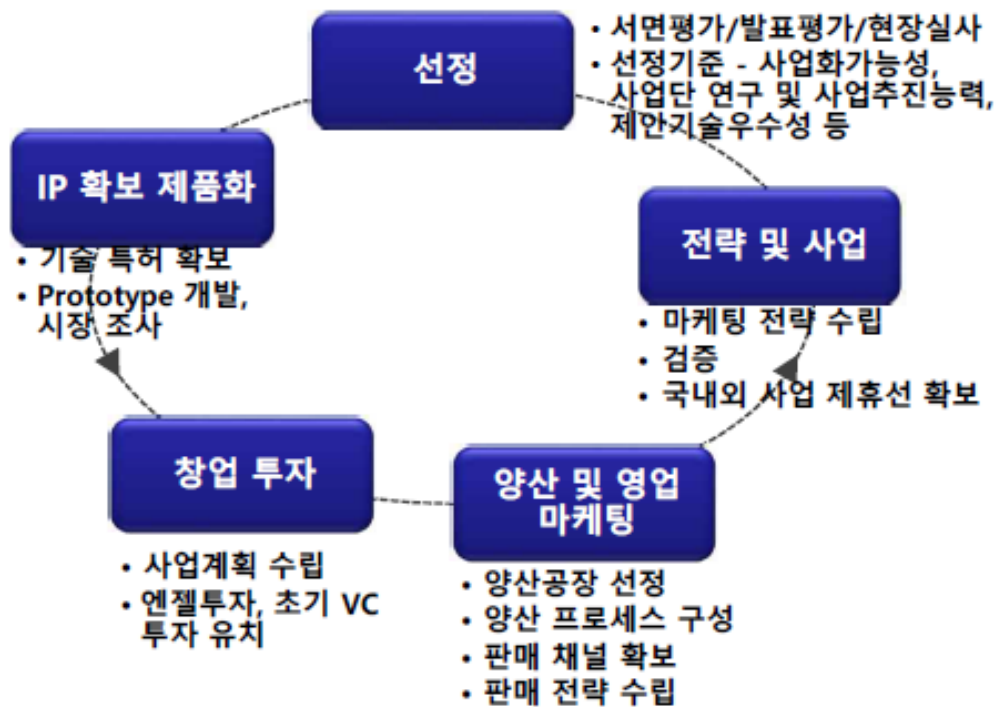 선정
• 서면평가/발표평가/현장실사
• 선정기준 - 사업화가능성,
사업단 연구 및 사업추진능력,
제안기술우수성 등
IP 확보 제품화
• 기술 특허 확보
• Prototype 개발,
시장 조사
전략 및 사업
• 마케팅 전략 수립
• 검증
• 국내외 사업 제휴선 확보
창업 투자
• 사업계획 수립
• 엔젤투자, 초기 VC
투자 유치
양산 및 영업
마케팅
• 양산공장 선정
• 양산 프로세스 구성
• 판매 채널 확보
• 판매 전략 수립